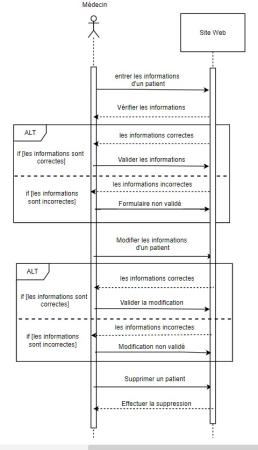 Médecin
Site Web
entrer les informations
d'un patient
Vérifier les informations
ALT
les informations correctes
if [les informations sont
correctes]
Valider les informations
les informations incorrectes
if [les informations
sont incorrectes]
Formulaire non validé
Modifier les informations
d'un patient
ALT
les informations correctes
if [les informations sont
correctes]
Valider la modification
les informations incorrectes
if [les informations
sont incorrectes]
Modification non validé
Supprimer un patient
Effectuer la suppression